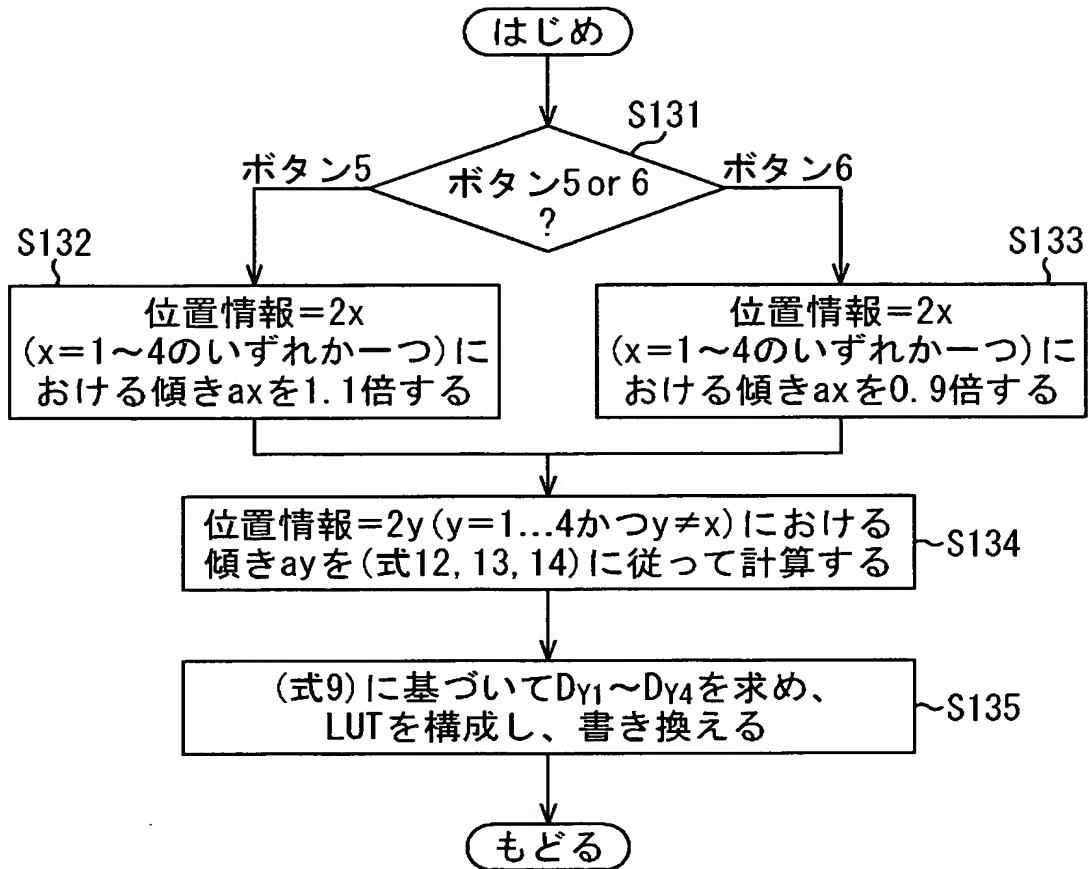 はじめ
S131
ボタン5
ボタン5 or 6
?
ボタン6
S132
位置情報=2x
(x=1~4のいずれか一つ)に
おける傾きaxを1.1倍する
S133
位置情報=2x
(x=1~4のいずれか一つ)に
おける傾きaxを0.9倍する
位置情報=2y(y=1...4かつy≠x)における
傾きayを(式12,13,14)に従って計算する
S134
(式9)に基づいてDY1~DY4を求め、
LUTを構成し、書き換える
S135
もどる